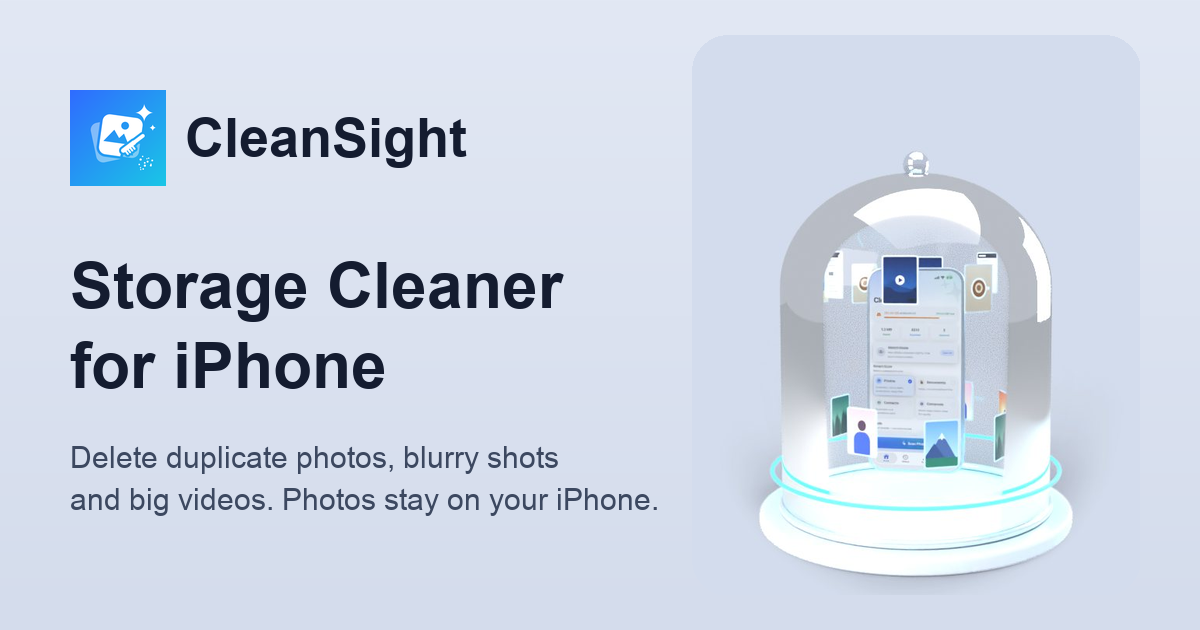 CleanSight
Storage Cleaner
for iPhone
Delete duplicate photos, blurry shots
and big videos. Photos stay on your iPhone.